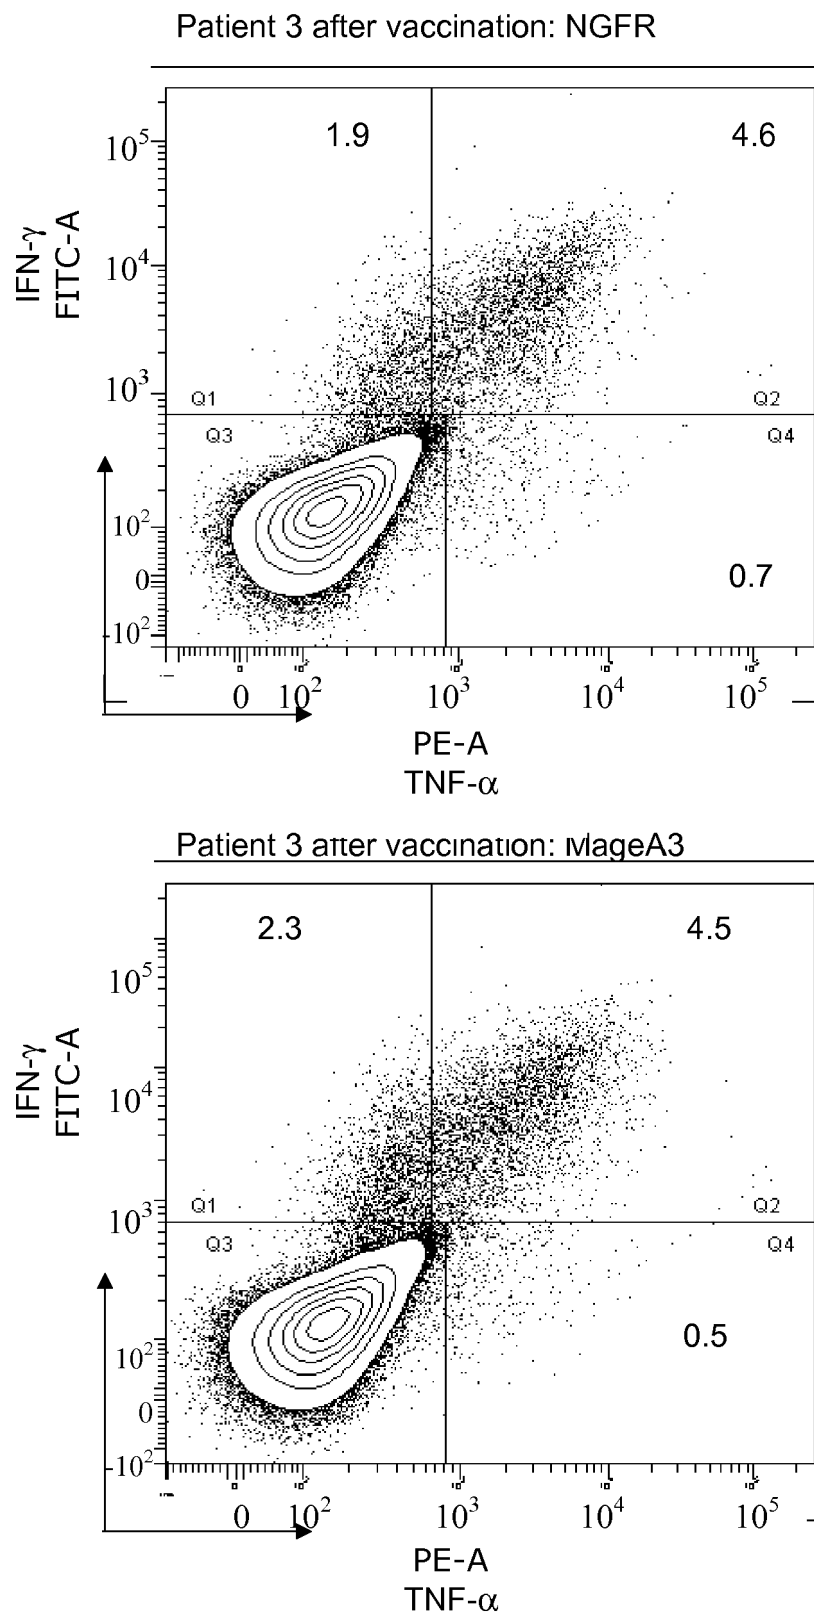 Patient 3 after vaccination: NGFR
1.9
4.6
10^5
10^4
10^3
10^2
0
-10^2
IFN-γ
FITC-A
Q1
Q2
Q3
Q4
0.7
0 10^2 10^3 10^4 10^5
PE-A
TNF-α
Patient 3 after vaccination: MageA3
2.3
4.5
10^5
10^4
10^3
10^2
0
-10^2
IFN-γ
FITC-A
Q1
Q2
Q3
Q4
0.5
0 10^2 10^3 10^4 10^5
PE-A
TNF-α